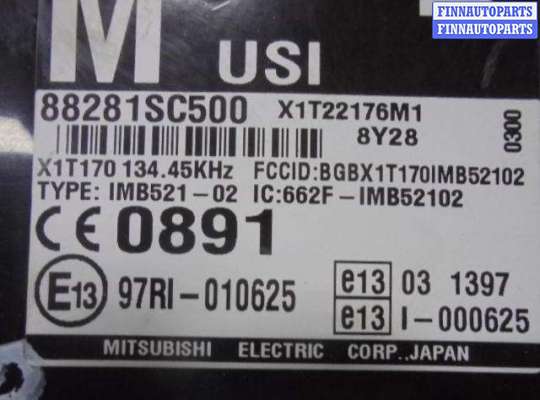 FINNAUTOPARTS
FINNAUTOPARTS
M USI
88281SC500 X1T22176M1
8Y28
0300
X1T170 134.45KHz FCCID:BGBX1T170IMB52102
TYPE: IMB521-02 IC:662F-IMB52102
CE 0891
E13 97RI-010625 e13 03 1397
e13 I-000625
MITSUBISHI ELECTRIC CORP.,JAPAN